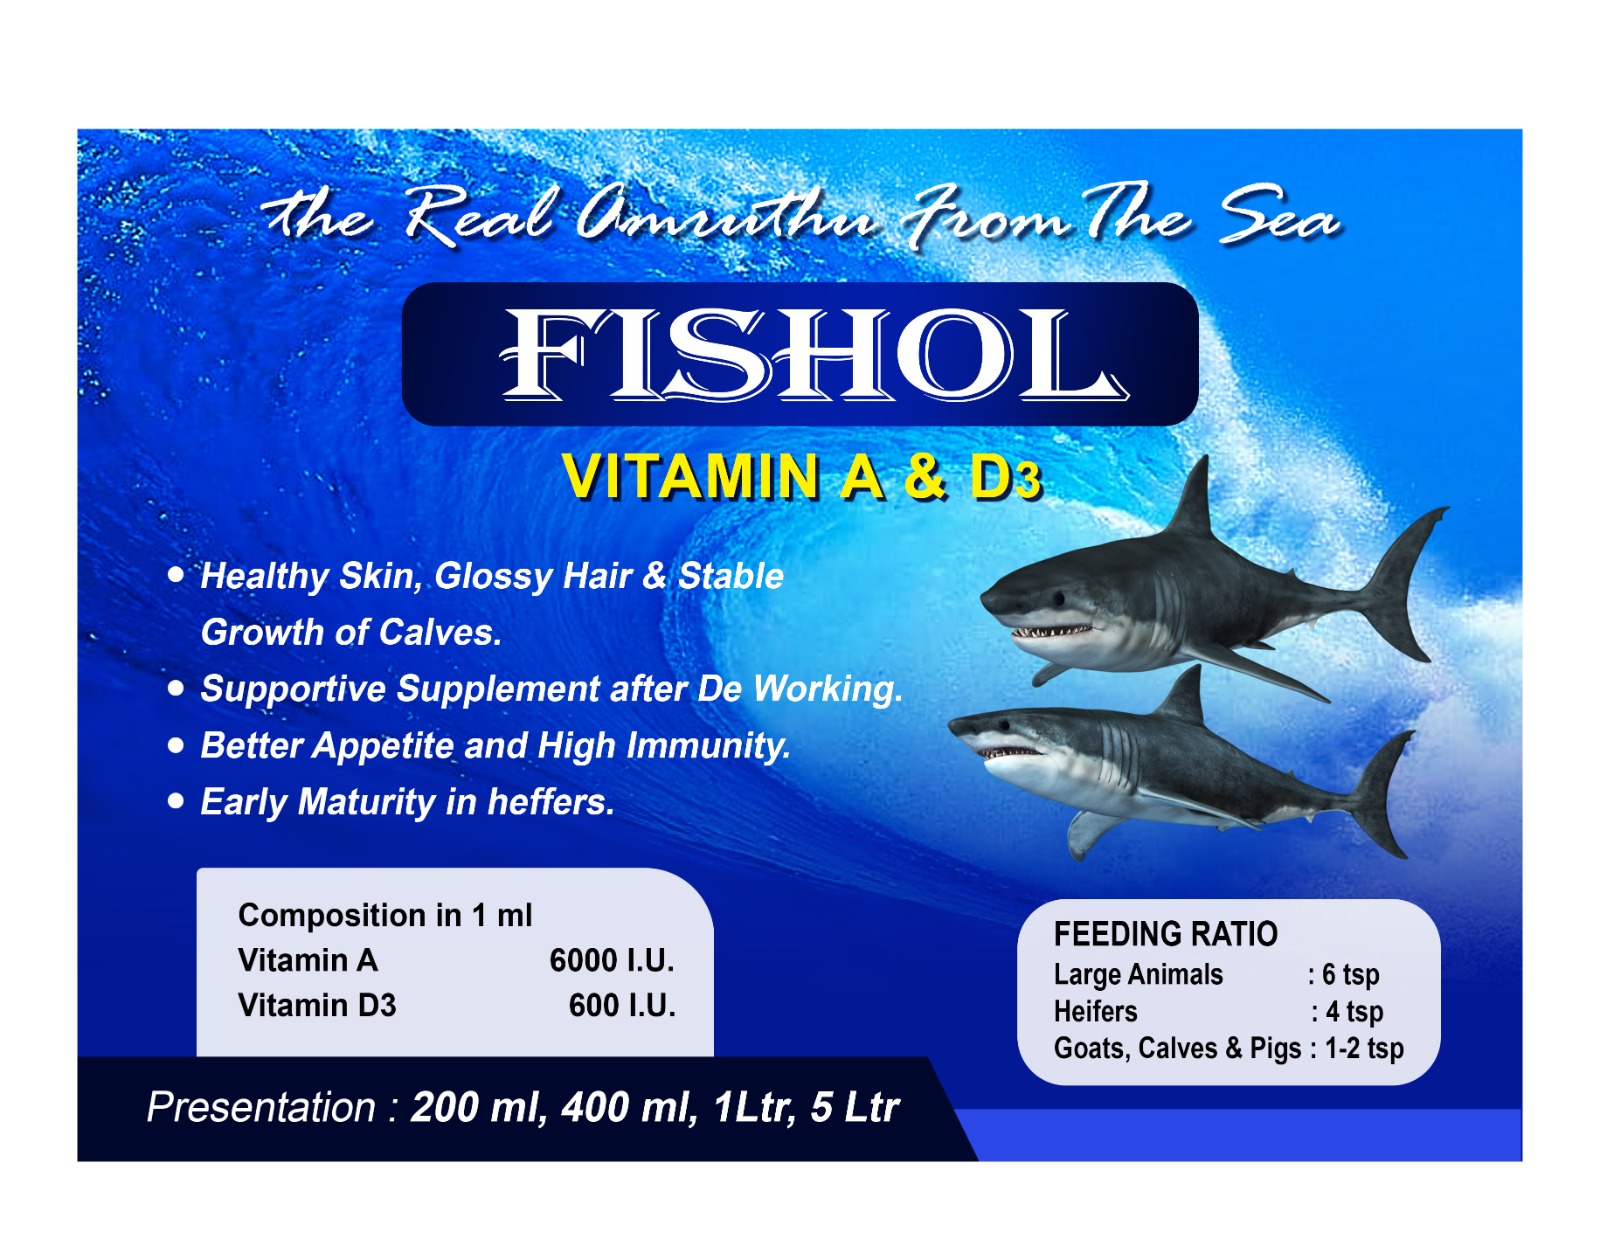 the Real Amruthu From The Sea
FISHOL
VITAMIN A & D3
• Healthy Skin, Glossy Hair & Stable
Growth of Calves.
• Supportive Supplement after De Working.
• Better Appetite and High Immunity.
• Early Maturity in heffers.
Composition in 1 ml
Vitamin A 6000 I.U.
Vitamin D3 600 I.U.
FEEDING RATIO
Large Animals : 6 tsp
Heifers : 4 tsp
Goats, Calves & Pigs : 1-2 tsp
Presentation : 200 ml, 400 ml, 1Ltr, 5 Ltr